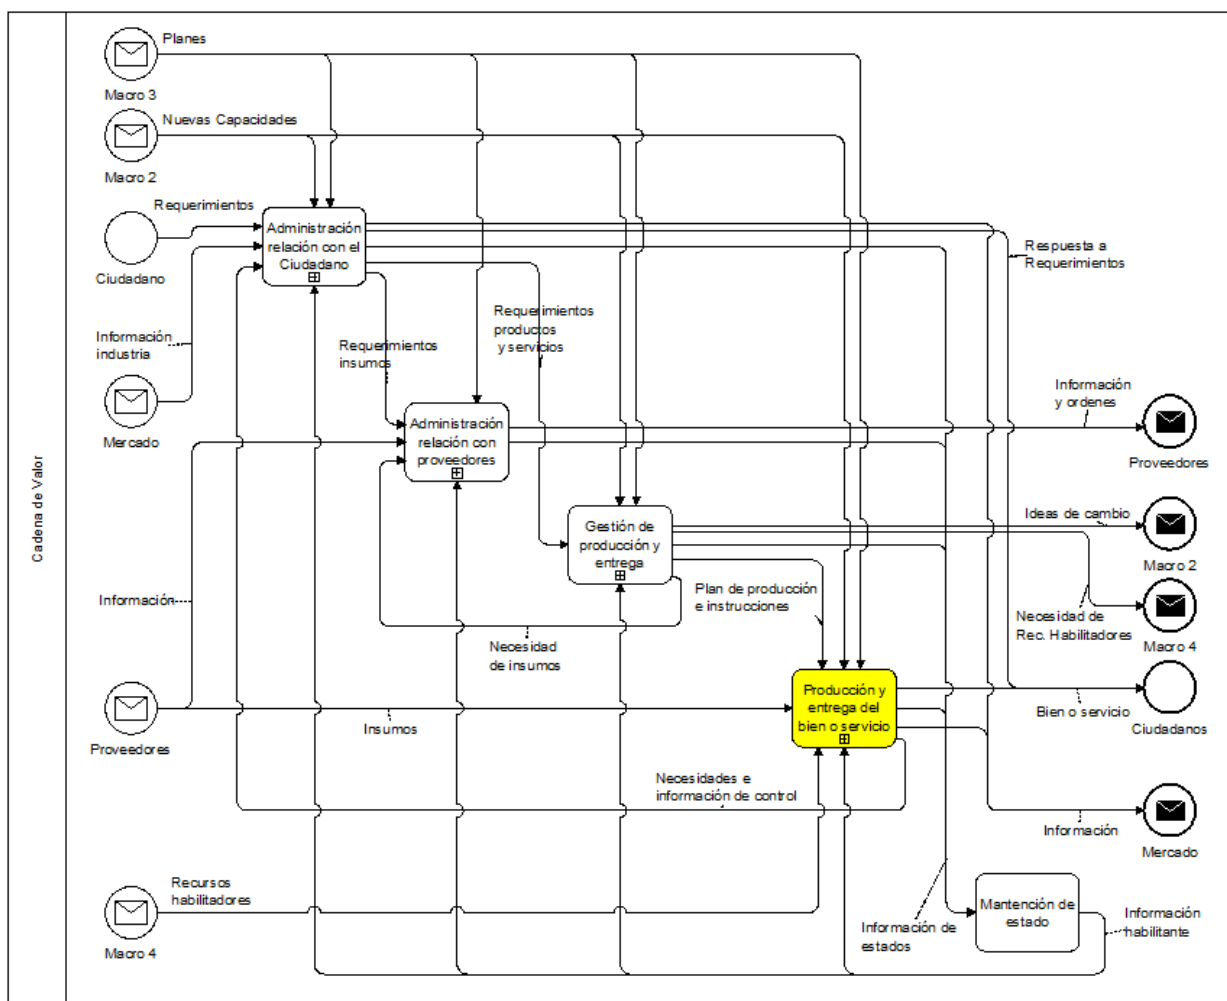 Cadena de Valor
Planes
Macro 3
Nuevas Capacidades
Macro 2
Requerimientos
Ciudadano
Administración
relación con el
Ciudadano
Respuesta a
Requerimientos
Información
industria
Requerimientos
insumos
Requerimientos
productos
y servicios
Mercado
Administración
relación con
proveedores
Información
y ordenes
Proveedores
Gestión de
producción y
entrega
Ideas de cambio
Macro 2
Información
Necesidad
de insumos
Plan de producción
e instrucciones
Necesidad de
Rec. Habilitadores
Macro 4
Proveedores
Insumos
Producción y
entrega del
bien o servicio
Bien o servicio
Ciudadanos
Necesidades e
información de control
Información
Mercado
Recursos
habilitadores
Macro 4
Información de
estados
Mantención de
estado
Información
habilitante